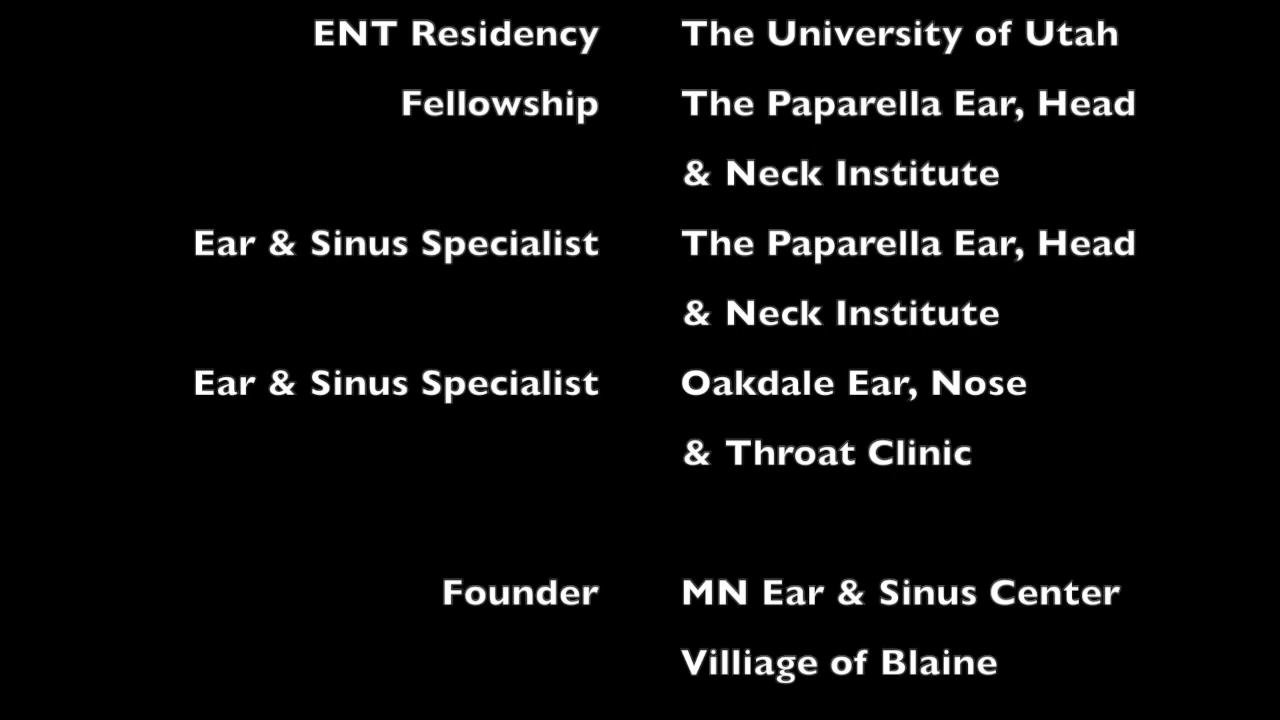 ENT Residency The University of Utah
Fellowship The Paparella Ear, Head
& Neck Institute
Ear & Sinus Specialist The Paparella Ear, Head
& Neck Institute
Ear & Sinus Specialist Oakdale Ear, Nose
& Throat Clinic
Founder MN Ear & Sinus Center
Villiage of Blaine